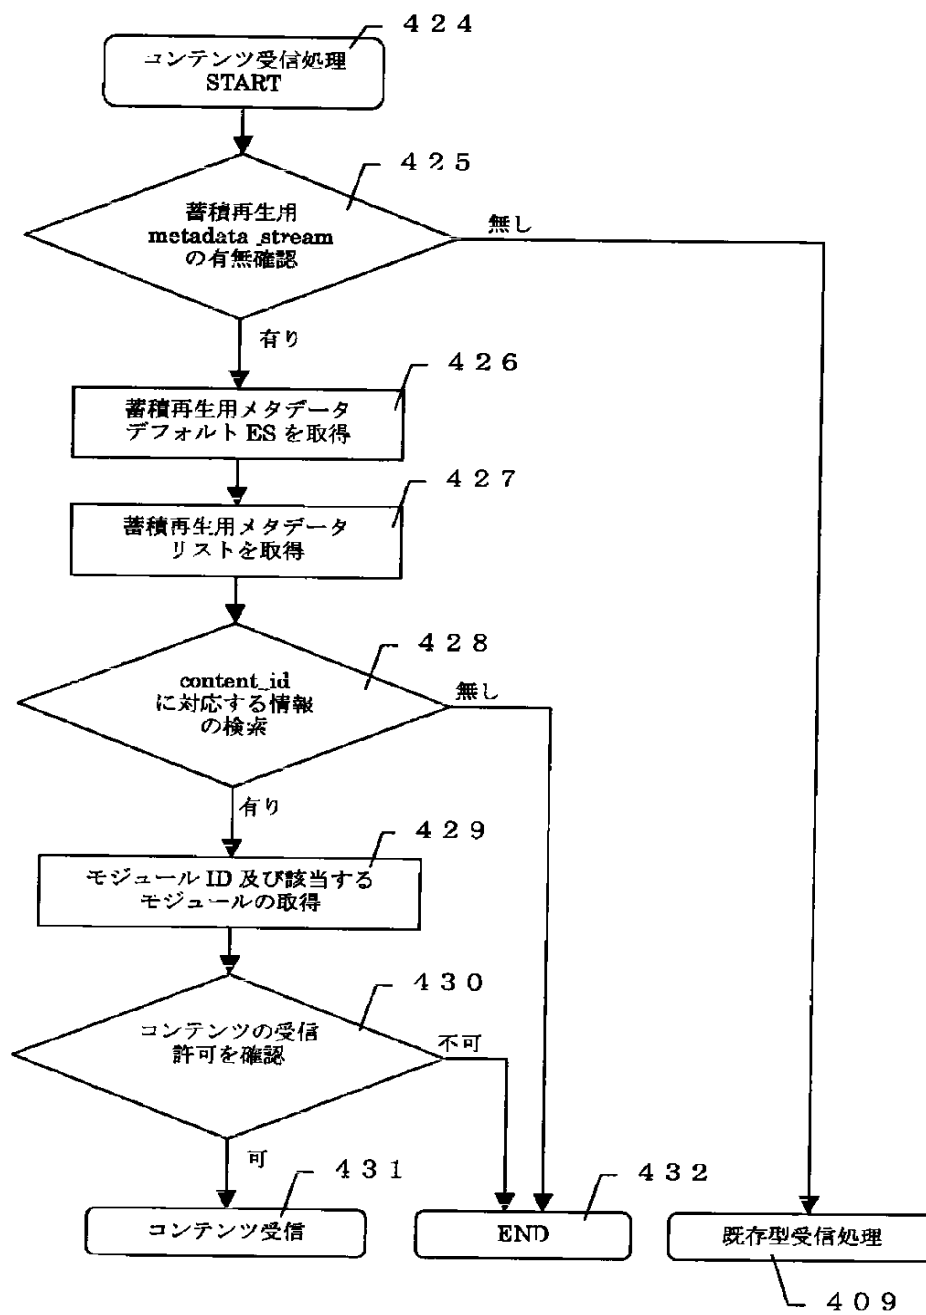 424
コンテンツ受信処理
START
425
蓄積再生用
metadata_stream
の有無確認
無し
有り
426
蓄積再生用メタデータ
デフォルト ES を取得
427
蓄積再生用メタデータ
リストを取得
428
content_id
に対応する情報
の検索
無し
有り
429
モジュール ID 及び該当する
モジュールの取得
430
コンテンツの受信
許可を確認
不可
可
431
コンテンツ受信
432
END
既存型受信処理
409